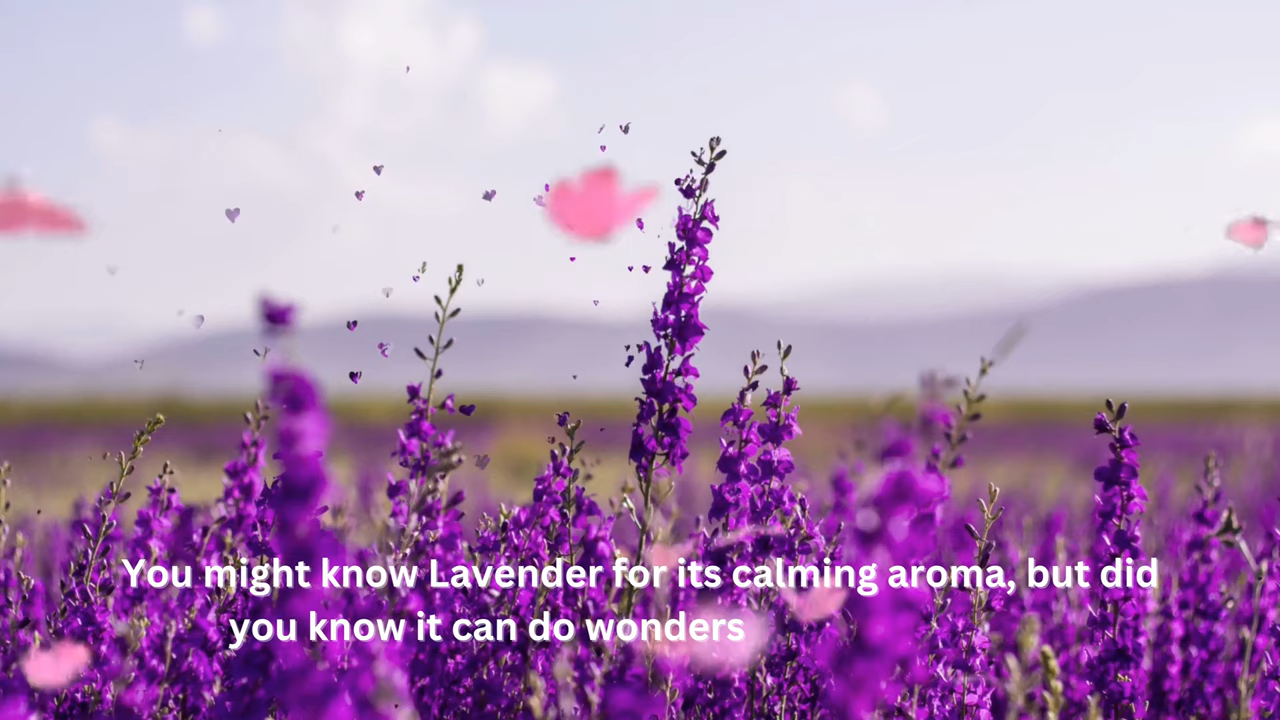 You might know Lavender for its calming aroma, but did
you know it can do wonders